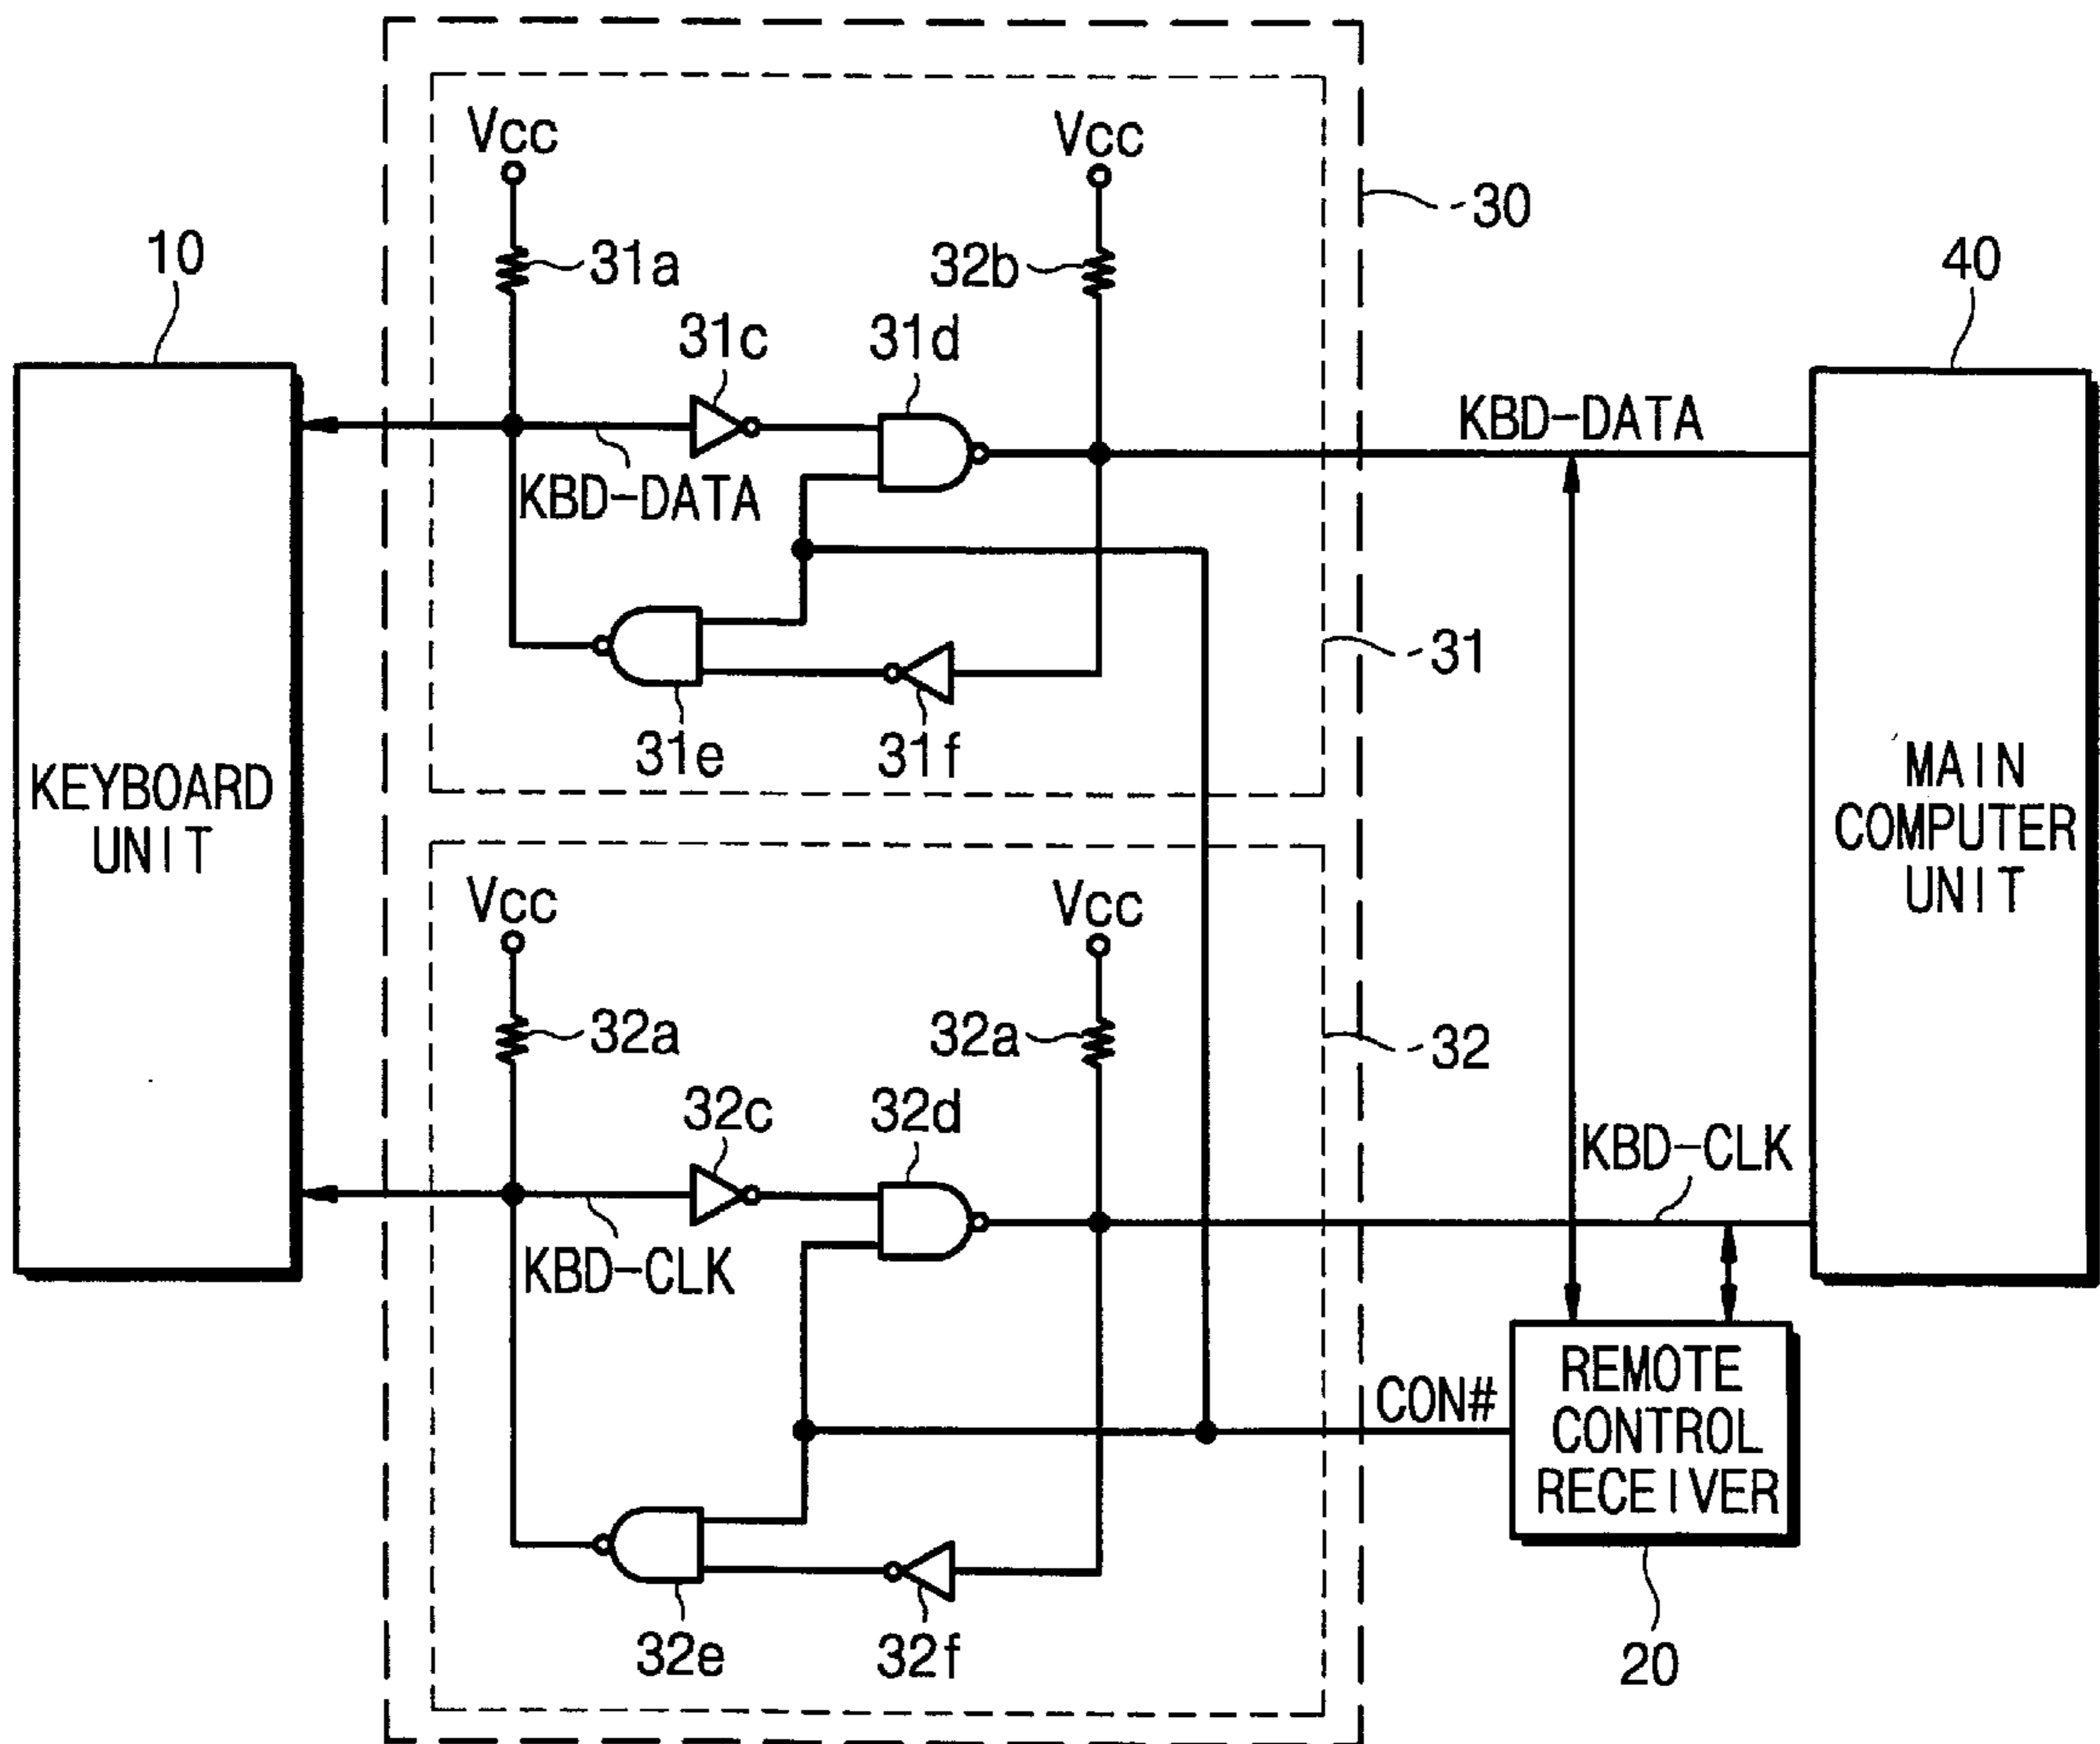 Vcc
Vcc
30
10
31a
32b
40
31c
31d
KBD-DATA
KBD-DATA
31
31e
31f
KEYBOARD
UNIT
MAIN
COMPUTER
UNIT
Vcc
Vcc
32a
32a
32
32c
32d
KBD-CLK
KBD-CLK
REMOTE
CONTROL
RECEIVER
CON#
32e
32f
20